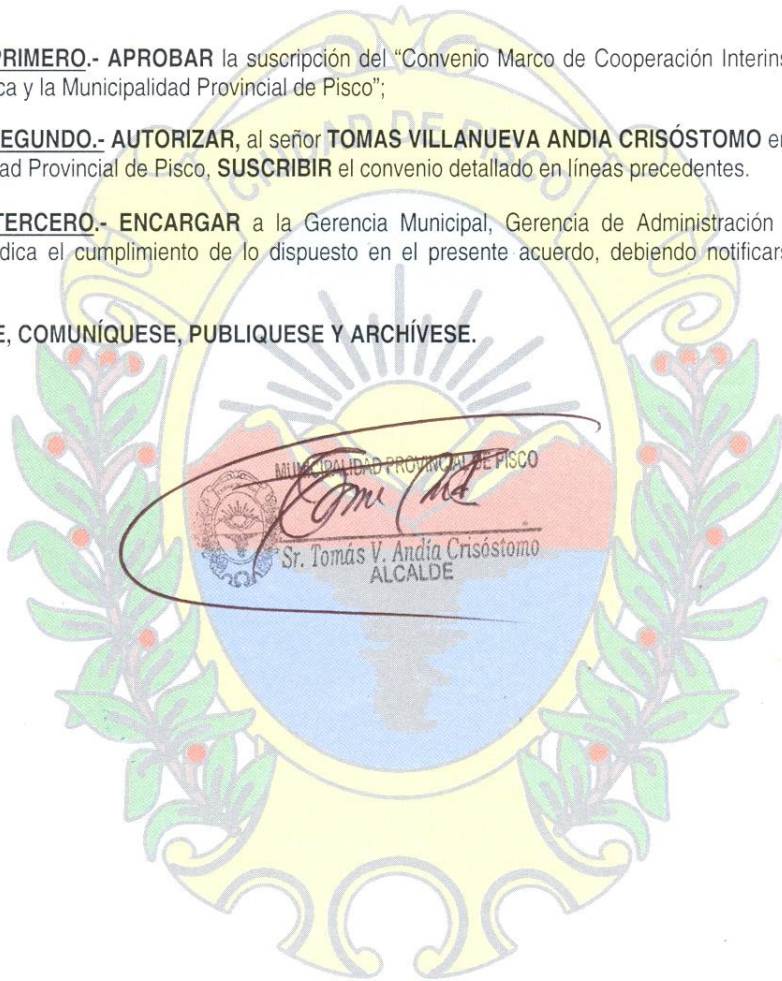 PRIMERO.- APROBAR la suscripción del “Convenio Marco de Cooperación Interins
ca y la Municipalidad Provincial de Pisco”;
EGUNDO.- AUTORIZAR, al señor TOMAS VILLANUEVA ANDIA CRISÓSTOMO en
ad Provincial de Pisco, SUSCRIBIR el convenio detallado en líneas precedentes.
TERCERO.- ENCARGAR a la Gerencia Municipal, Gerencia de Administración
dica el cumplimiento de lo dispuesto en el presente acuerdo, debiendo notificars
E, COMUNÍQUESE, PUBLIQUESE Y ARCHÍVESE.
CIUDAD DE PISCO
MUNICIPALIDAD PROVINCIAL DE PISCO
Sr. Tomás V. Andía Crisóstomo
ALCALDE